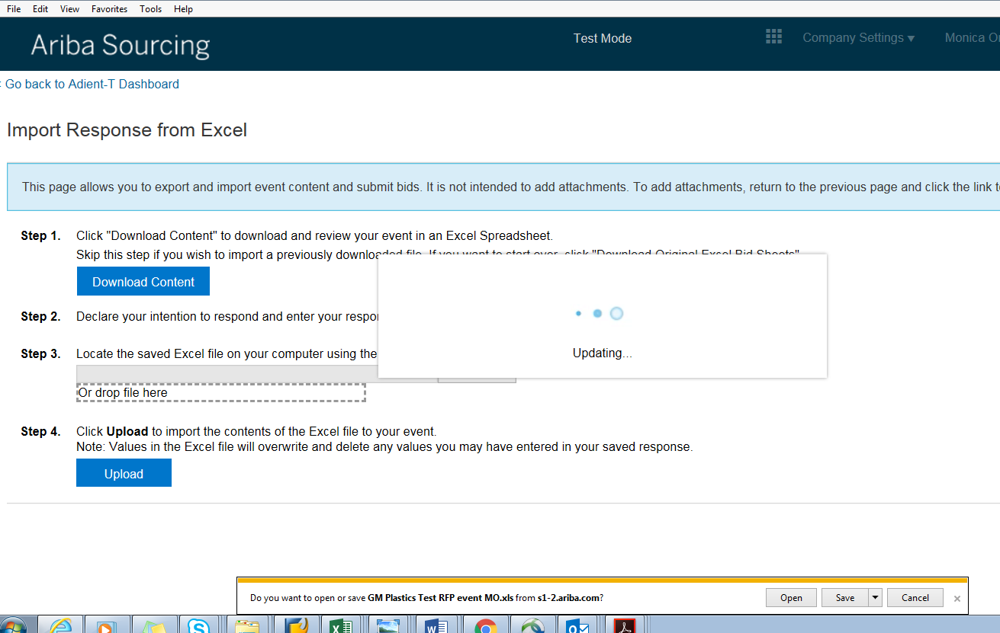 File Edit View Favorites Tools Help
Ariba Sourcing
Test Mode
Company Settings
Monica
Go back to Adient-T Dashboard
Import Response from Excel
This page allows you to export and import event content and submit bids. It is not intended to add attachments. To add attachments, return to the previous page and click the link
Step 1. Click "Download Content" to download and review your event in an Excel Spreadsheet.
Skip this step if you wish to import a previously downloaded file. If you want to start over, click "Download Original Excel Bid Sheets".
Download Content
Step 2. Declare your intention to respond and enter your
Step 3. Locate the saved Excel file on your computer using the
Updating...
Or drop file here
Step 4. Click Upload to import the contents of the Excel file to your event.
Note: Values in the Excel file will overwrite and delete any values you may have entered in your saved response.
Upload
Do you want to open or save GM Plastics Test RFP event MO.xls from s1-2.ariba.com?
Open Save Cancel